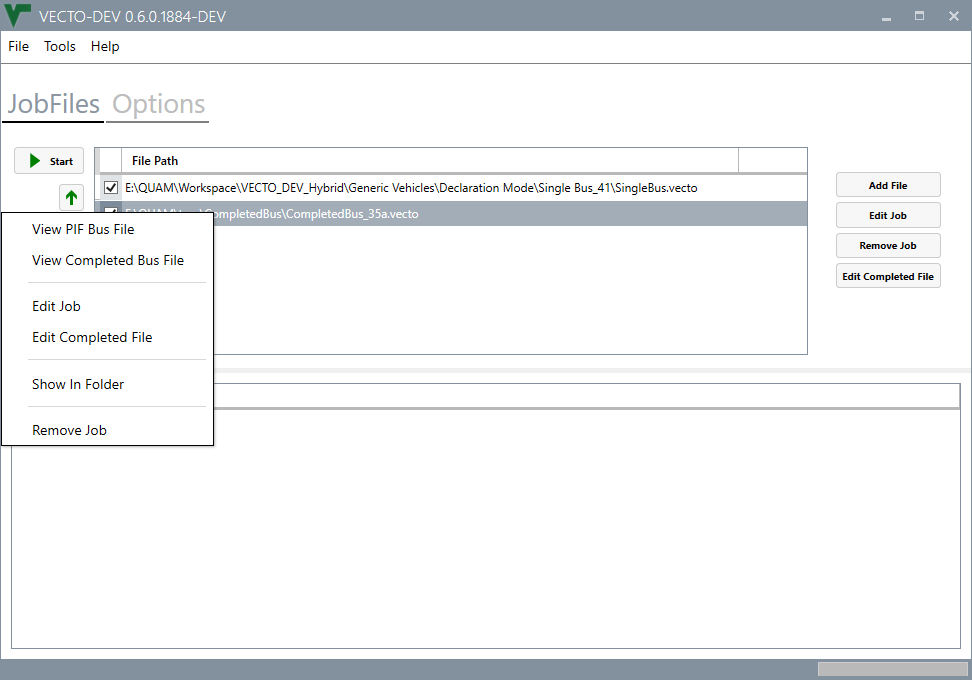 VECTO-DEV 0.6.0.1884-DEV
File Tools Help
JobFiles Options
Start
File Path
E:\QUAM\Workspace\VECTO_DEV_Hybrid\Generic Vehicles\Declaration Mode\Single Bus_41\SingleBus.vecto
CompletedBus\CompletedBus_35a.vecto
Add File
Edit Job
Remove Job
Edit Completed File
View PIF Bus File
View Completed Bus File
Edit Job
Edit Completed File
Show In Folder
Remove Job